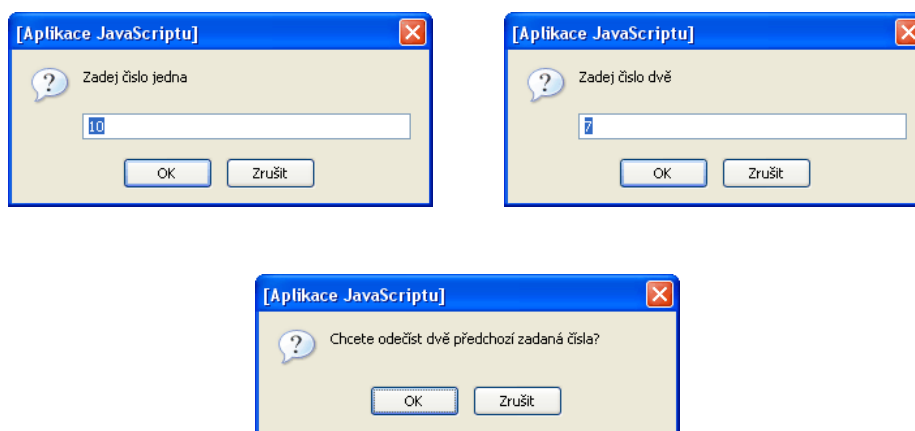 [Aplikace JavaScriptu]
Zadej číslo jedna
10
OK
Zrušit
[Aplikace JavaScriptu]
Zadej číslo dvě
7
OK
Zrušit
[Aplikace JavaScriptu]
Chcete odečíst dvě předchozí zadaná čísla?
OK
Zrušit